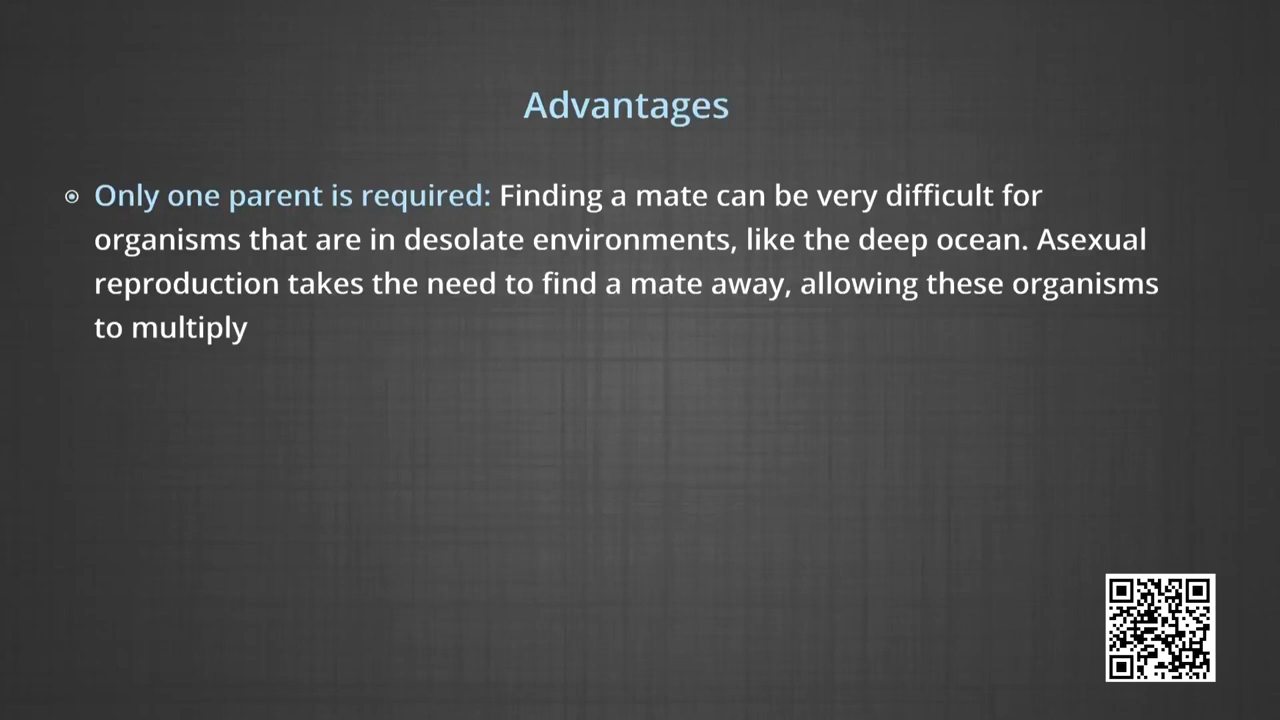 Advantages
Only one parent is required: Finding a mate can be very difficult for
organisms that are in desolate environments, like the deep ocean. Asexual
reproduction takes the need to find a mate away, allowing these organisms
to multiply